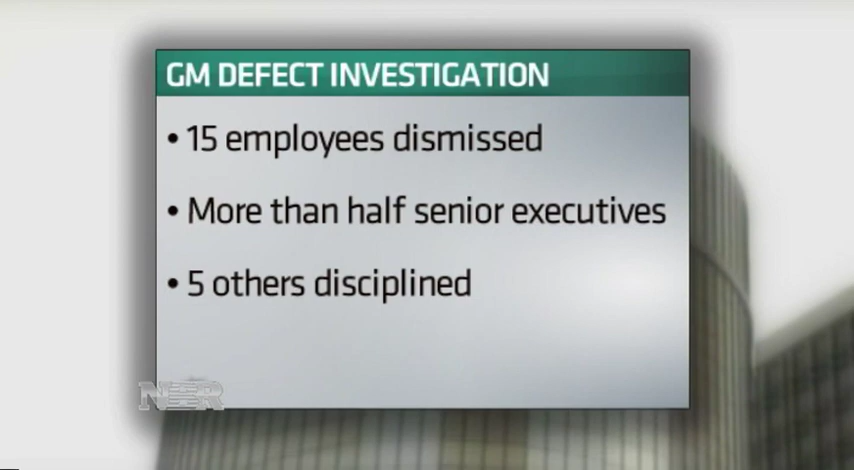 GM DEFECT INVESTIGATION
• 15 employees dismissed
• More than half senior executives
• 5 others disciplined
NBR